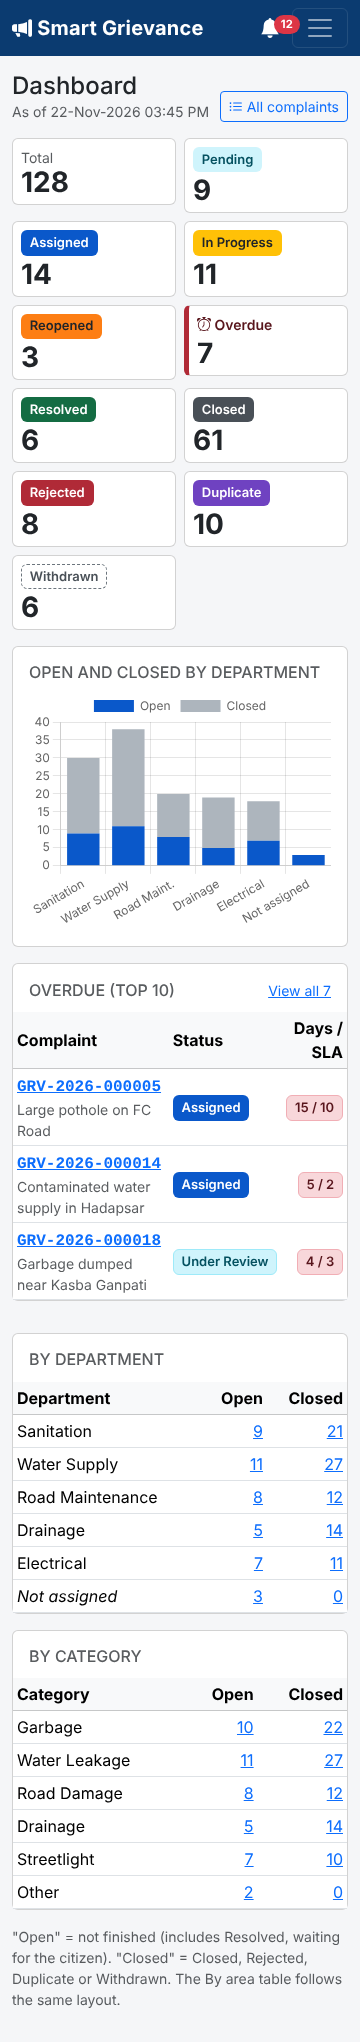 Smart Grievance
12
Dashboard
As of 22-Nov-2026 03:45 PM
All complaints
Total
128
Pending
9
Assigned
14
In Progress
11
Reopened
3
Overdue
7
Resolved
6
Closed
61
Rejected
8
Duplicate
10
Withdrawn
6
OPEN AND CLOSED BY DEPARTMENT
Open Closed
40
35
30
25
20
15
10
5
0
Sanitation
Water Supply
Road Maint.
Drainage
Electrical
Not assigned
OVERDUE (TOP 10) View all 7
Complaint Status Days / SLA
GRV-2026-000005
Large pothole on FC
Road
Assigned
15 / 10
GRV-2026-000014
Contaminated water
supply in Hadapsar
Assigned
5 / 2
GRV-2026-000018
Garbage dumped
near Kasba Ganpati
Under Review
4 / 3
BY DEPARTMENT
Department Open Closed
Sanitation 9 21
Water Supply 11 27
Road Maintenance 8 12
Drainage 5 14
Electrical 7 11
Not assigned 3 0
BY CATEGORY
Category Open Closed
Garbage 10 22
Water Leakage 11 27
Road Damage 8 12
Drainage 5 14
Streetlight 7 10
Other 2 0
"Open" = not finished (includes Resolved, waiting
for the citizen). "Closed" = Closed, Rejected,
Duplicate or Withdrawn. The By area table follows
the same layout.